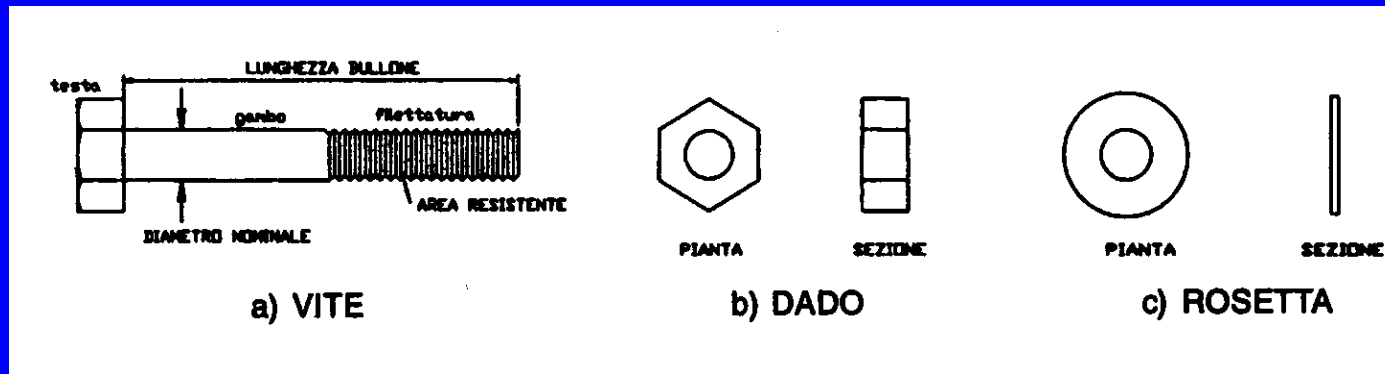 LUNGHEZZA BULLONE
testa
gambo
filettatura
AREA RESISTENTE
DIAMETRO NOMINALE
PIANTA
SEZIONE
PIANTA
SEZIONE
a) VITE
b) DADO
c) ROSETTA